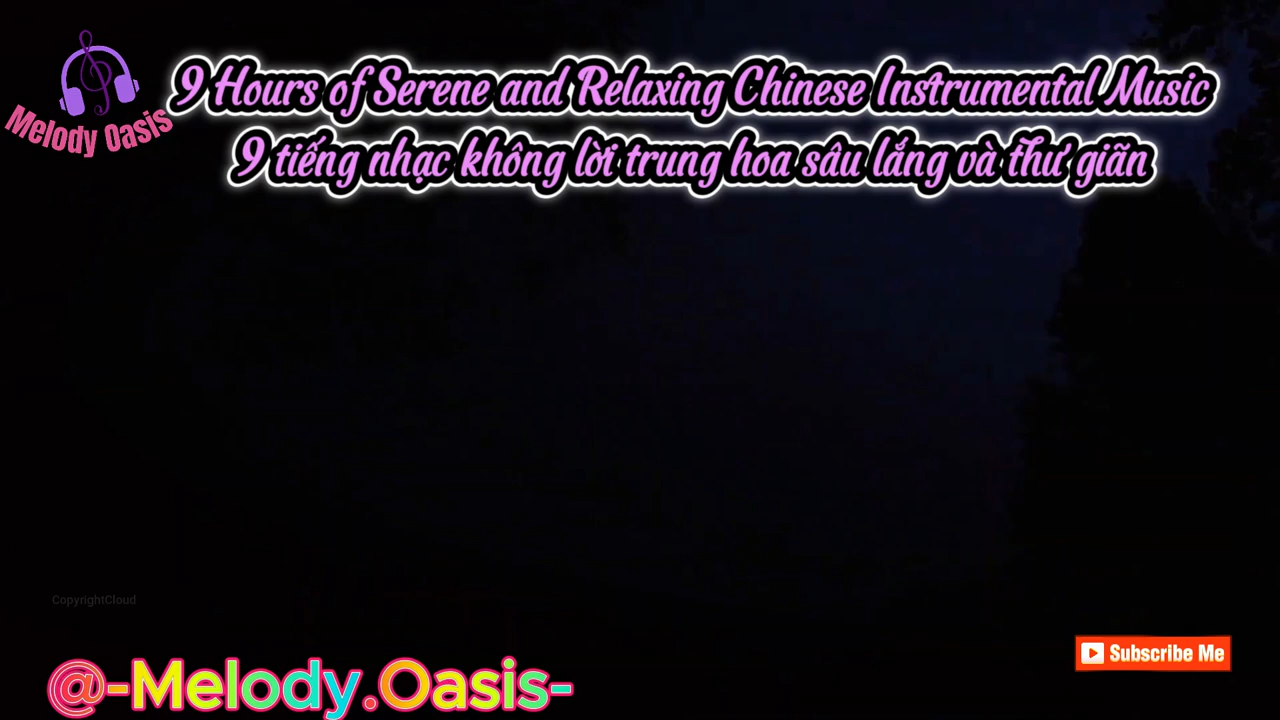 Melody Oasis
9 Hours of Serene and Relaxing Chinese Instrumental Music
9 tiếng nhạc không lời trung hoa sâu lắng và thư giãn
CopyrightCloud
@-Melody.Oasis-
Subscribe Me